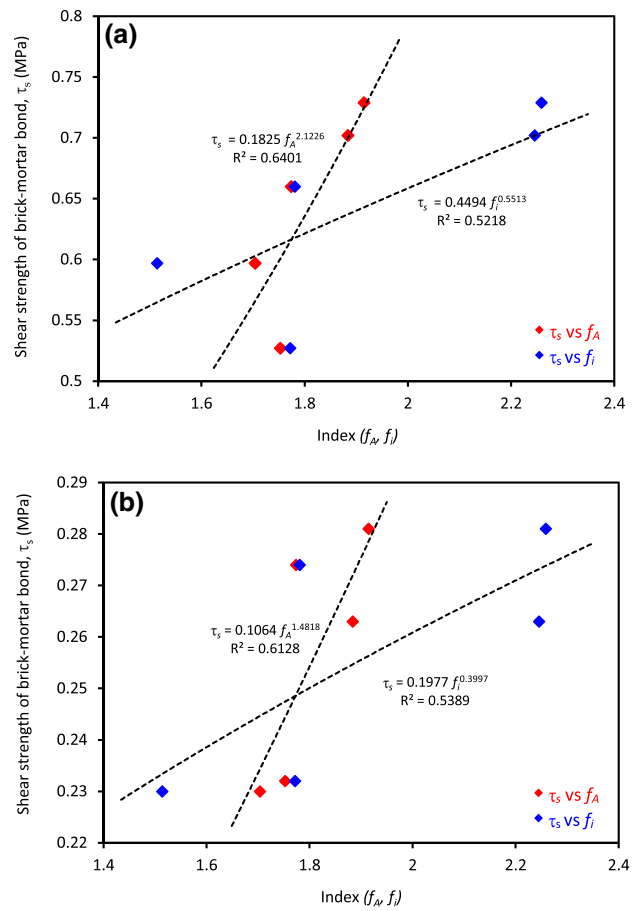 (a)
Shear strength of brick-mortar bond, τs (MPa)
0.8
0.75
0.7
0.65
0.6
0.55
0.5
τs = 0.1825 fA^2.1226
R² = 0.6401
τs = 0.4494 fi^0.5513
R² = 0.5218
τs vs fA
τs vs fi
1.4 1.6 1.8 2 2.2 2.4
Index (fA, fi)
(b)
Shear strength of brick-mortar bond, τs (MPa)
0.29
0.28
0.27
0.26
0.25
0.24
0.23
0.22
τs = 0.1064 fA^1.4818
R² = 0.6128
τs = 0.1977 fi^0.3997
R² = 0.5389
τs vs fA
τs vs fi
1.4 1.6 1.8 2 2.2 2.4
Index (fA, fi)